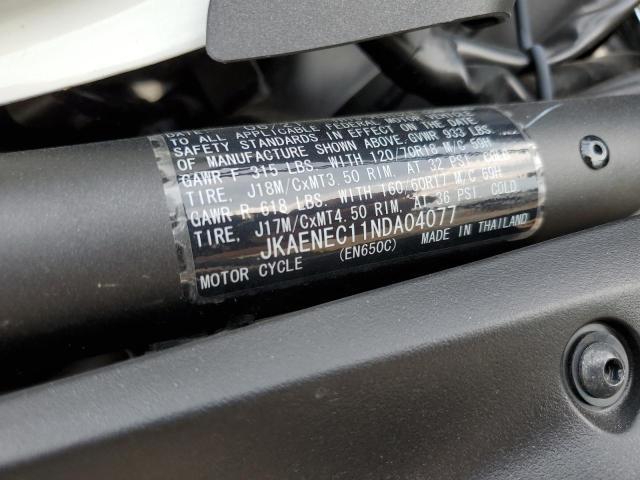 TO ALL APPLICABLE FEDERAL MOTOR VEHICLE
SAFETY STANDARDS IN EFFECT ON THE DATE
OF MANUFACTURE SHOWN ABOVE. GVWR 933 LBS
GAWR F 315 LBS. WITH 120/70R18 M/C 59H
TIRE, J18M/CxMT3.50 RIM. AT 32 PSI COLD
GAWR R 618 LBS. WITH 160/60R17 M/C 69H
TIRE, J17M/CxMT4.50 RIM. AT 36 PSI COLD
JKAENEC11NDA04077
MOTOR CYCLE (EN650C) MADE IN THAILAND